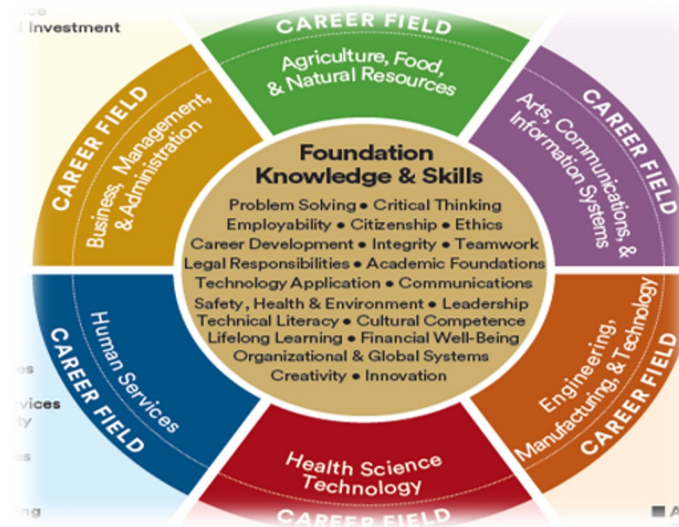 Investment
CAREER FIELD
Agriculture, Food,
& Natural Resources
CAREER FIELD
Business, Management,
& Administration
CAREER FIELD
Arts, Communications, &
Information Systems
Foundation
Knowledge & Skills
Problem Solving • Critical Thinking
Employability • Citizenship • Ethics
Career Development • Integrity • Teamwork
Legal Responsibilities • Academic Foundations
Technology Application • Communications
Safety, Health & Environment • Leadership
Technical Literacy • Cultural Competence
Lifelong Learning • Financial Well-Being
Organizational & Global Systems
Creativity • Innovation
Human Services
CAREER FIELD
Engineering,
Manufacturing, & Technology
CAREER FIELD
Health Science
Technology
CAREER FIELD